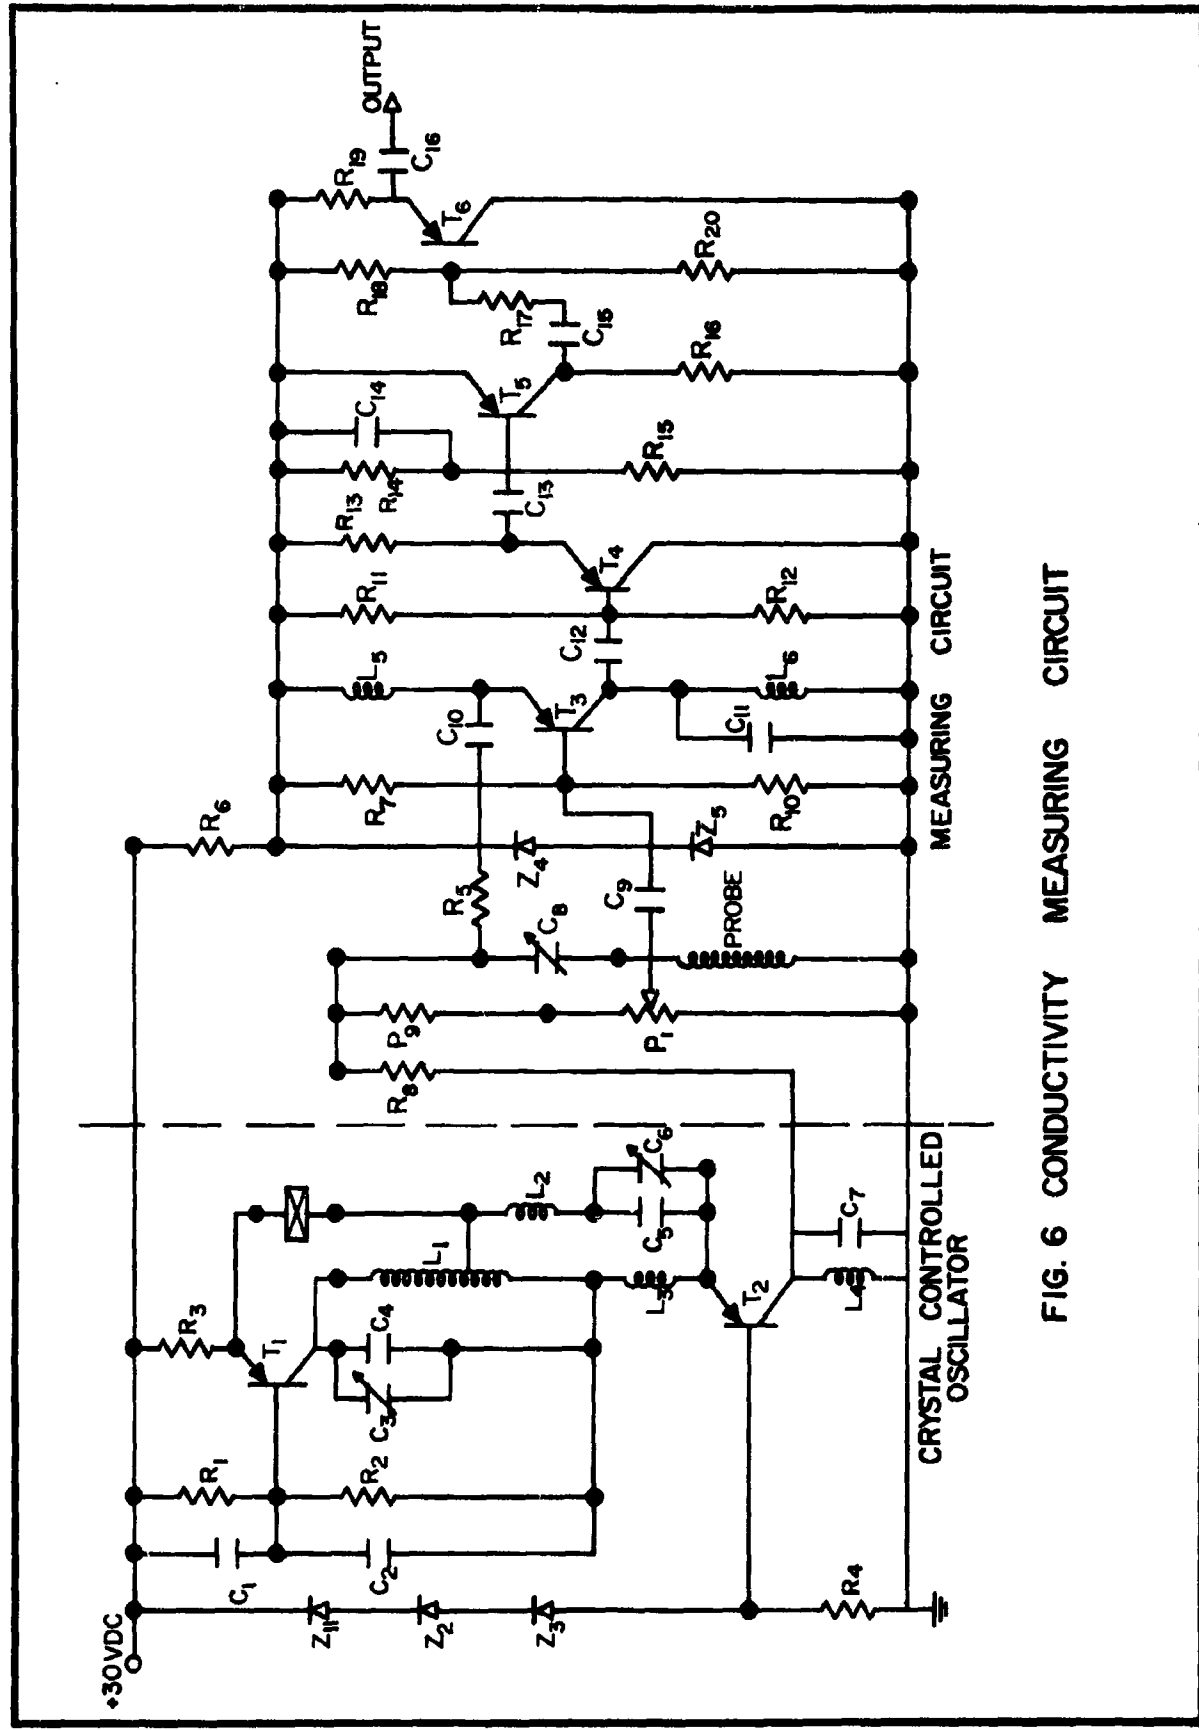 +30VDC
C1
R1
R3
T1
Z11
Z2
Z3
C2
R2
C3
C4
L1
L2
L3
C5
C6
T2
R4
L4
C7
CRYSTAL CONTROLLED
OSCILLATOR
R8
P9
P1
R5
C8
C9
PROBE
R6
Z4
Z5
R7
R10
C10
L5
T3
C11
L6
C12
R11
R12
T4
R13
C13
R14
C14
R15
T5
R16
C15
R17
R18
R20
T6
R19
C16
OUTPUT
MEASURING CIRCUIT
FIG. 6 CONDUCTIVITY MEASURING CIRCUIT